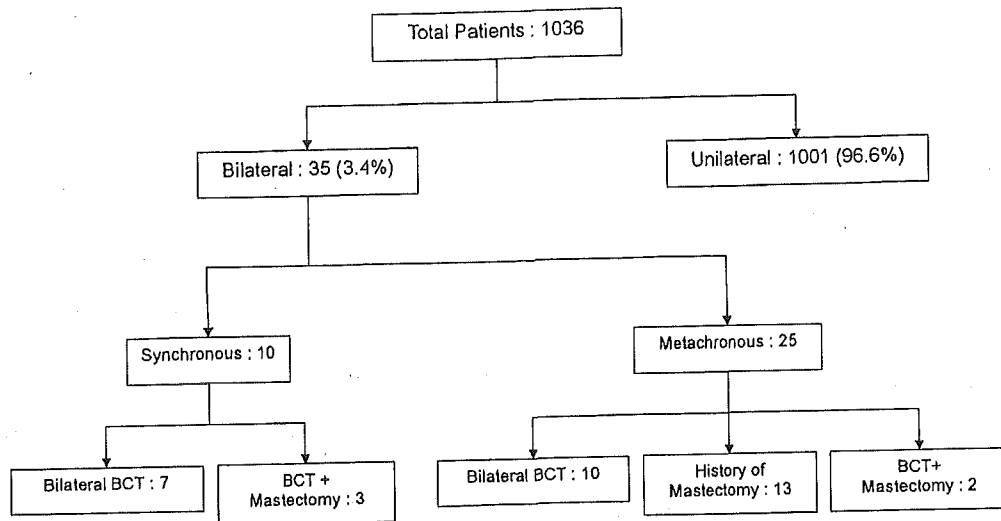 Total Patients : 1036
Bilateral : 35 (3.4%)
Unilateral : 1001 (96.6%)
Synchronous : 10
Metachronous : 25
Bilateral BCT : 7
BCT +
Mastectomy : 3
Bilateral BCT : 10
History of
Mastectomy : 13
BCT+
Mastectomy : 2